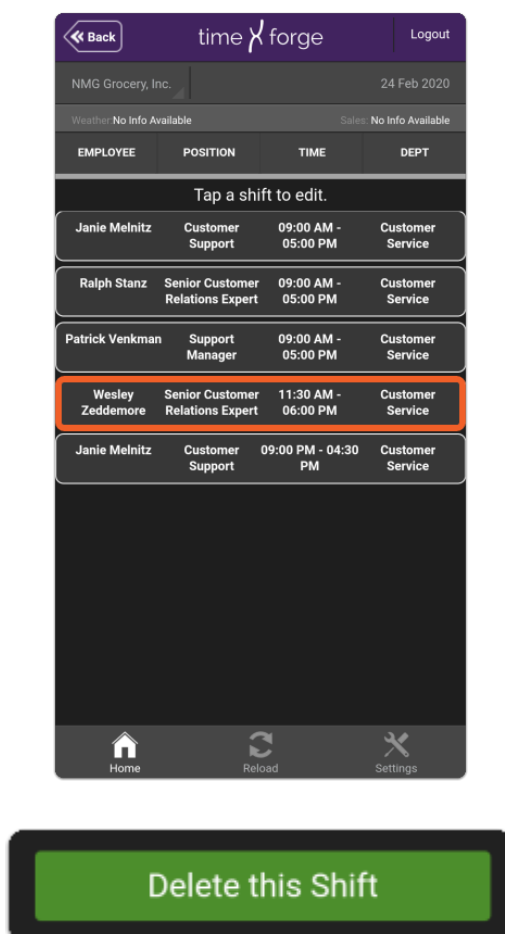 Back
time forge
Logout
NMG Grocery, Inc.
24 Feb 2020
Weather: No Info Available
Sales: No Info Available
EMPLOYEE POSITION TIME DEPT
Tap a shift to edit.
Janie Melnitz Customer 09:00 AM - Customer
Support 05:00 PM Service
Ralph Stanz Senior Customer 09:00 AM - Customer
Relations Expert 05:00 PM Service
Patrick Venkman Support 09:00 AM - Customer
Manager 05:00 PM Service
Wesley Senior Customer 11:30 AM - Customer
Zeddemore Relations Expert 06:00 PM Service
Janie Melnitz Customer 09:00 PM - 04:30 Customer
Support PM Service
Home Reload Settings
Delete this Shift